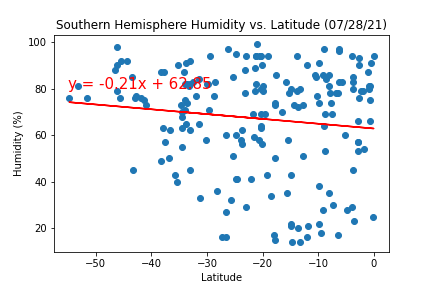 Southern Hemisphere Humidity vs. Latitude (07/28/21)
100
80
60
40
20
Humidity (%)
y = -0.21x + 62.85
−50
−40
−30
−20
−10
0
Latitude